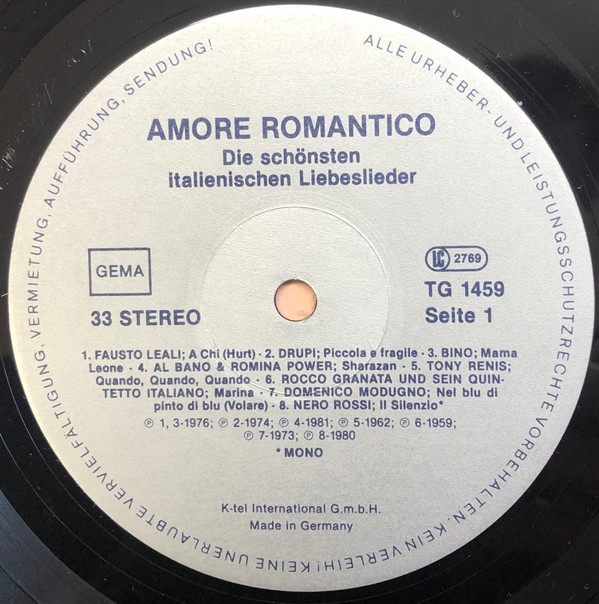 ALLE URHEBER- UND LEISTUNGSSCHUTZRECHTE VORBEHALTEN. KEIN VERLEIH! KEINE UNERLAUBTE VERVIELFÄLTIGUNG, VERMIETUNG, AUFFÜHRUNG, SENDUNG!
AMORE ROMANTICO
Die schönsten
italienischen Liebeslieder
GEMA
LC 2769
33 STEREO
TG 1459
Seite 1
1. FAUSTO LEALI; A Chi (Hurt) · 2. DRUPI; Piccola e fragile · 3. BINO; Mama
Leone · 4. AL BANO & ROMINA POWER; Sharazan · 5. TONY RENIS;
Quando, Quando, Quando · 6. ROCCO GRANATA UND SEIN QUIN-
TETTO ITALIANO; Marina · 7. DOMENICO MODUGNO; Nel blu di
pinto di blu (Volare) · 8. NERO ROSSI; Il Silenzio*
℗ 1, 3-1976; ℗ 2-1974; ℗ 4-1981; ℗ 5-1962; ℗ 6-1959;
℗ 7-1973; ℗ 8-1980
*MONO
K-tel International G.m.b.H.
Made in Germany